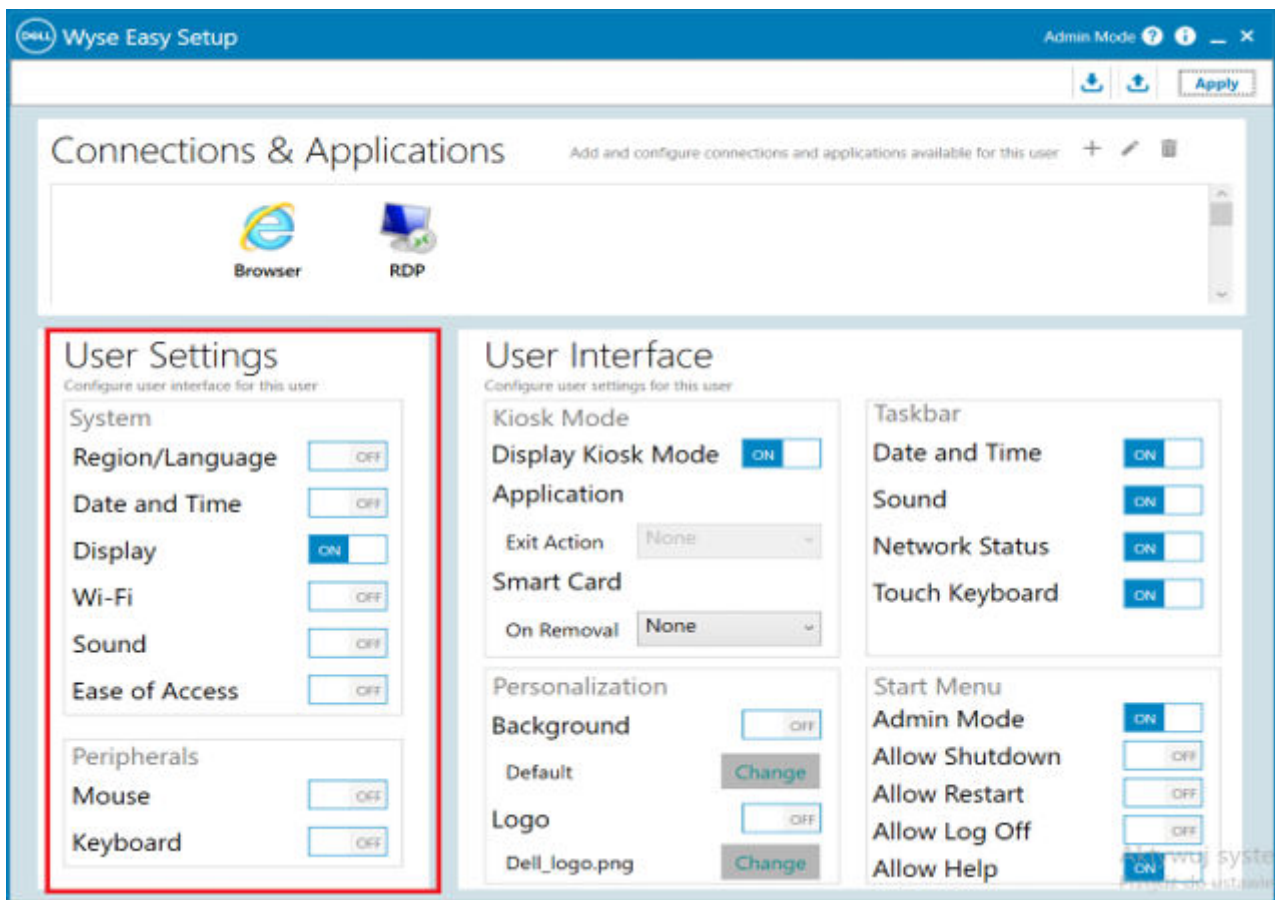 DELL Wyse Easy Setup
Admin Mode ? i
Apply
Connections & Applications
Add and configure connections and applications available for this user
Browser
RDP
User Settings
Configure user interface for this user
System
Region/Language OFF
Date and Time OFF
Display ON
Wi-Fi OFF
Sound OFF
Ease of Access OFF
Peripherals
Mouse OFF
Keyboard OFF
User Interface
Configure user settings for this user
Kiosk Mode
Display Kiosk Mode ON
Application
Exit Action None
Smart Card
On Removal None
Taskbar
Date and Time ON
Sound ON
Network Status ON
Touch Keyboard ON
Personalization
Background OFF
Default Change
Logo OFF
Dell_logo.png Change
Start Menu
Admin Mode ON
Allow Shutdown OFF
Allow Restart OFF
Allow Log Off OFF
Allow Help ON
Aktywuj syste